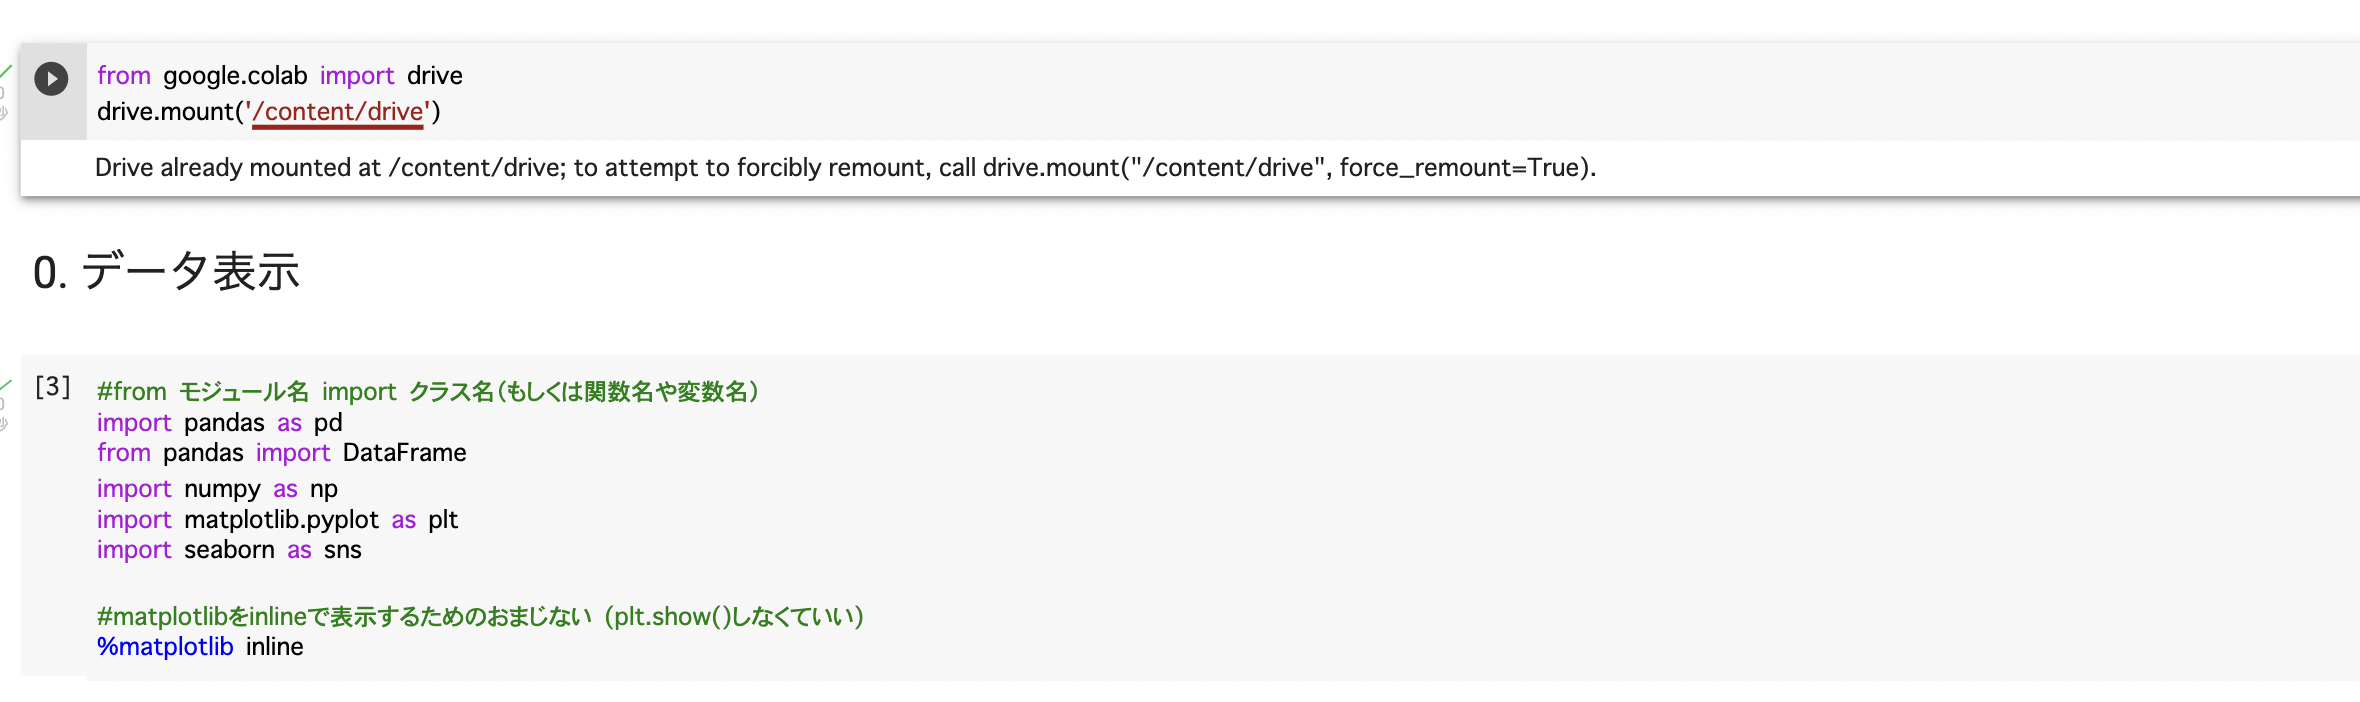 from google.colab import drive
drive.mount('/content/drive')
Drive already mounted at /content/drive; to attempt to forcibly remount, call drive.mount("/content/drive", force_remount=True).
0. データ表示
[3] #from モジュール名 import クラス名(もしくは関数名や変数名)
import pandas as pd
from pandas import DataFrame
import numpy as np
import matplotlib.pyplot as plt
import seaborn as sns
#matplotlibをinlineで表示するためのおまじない (plt.show()しなくていい)
%matplotlib inline